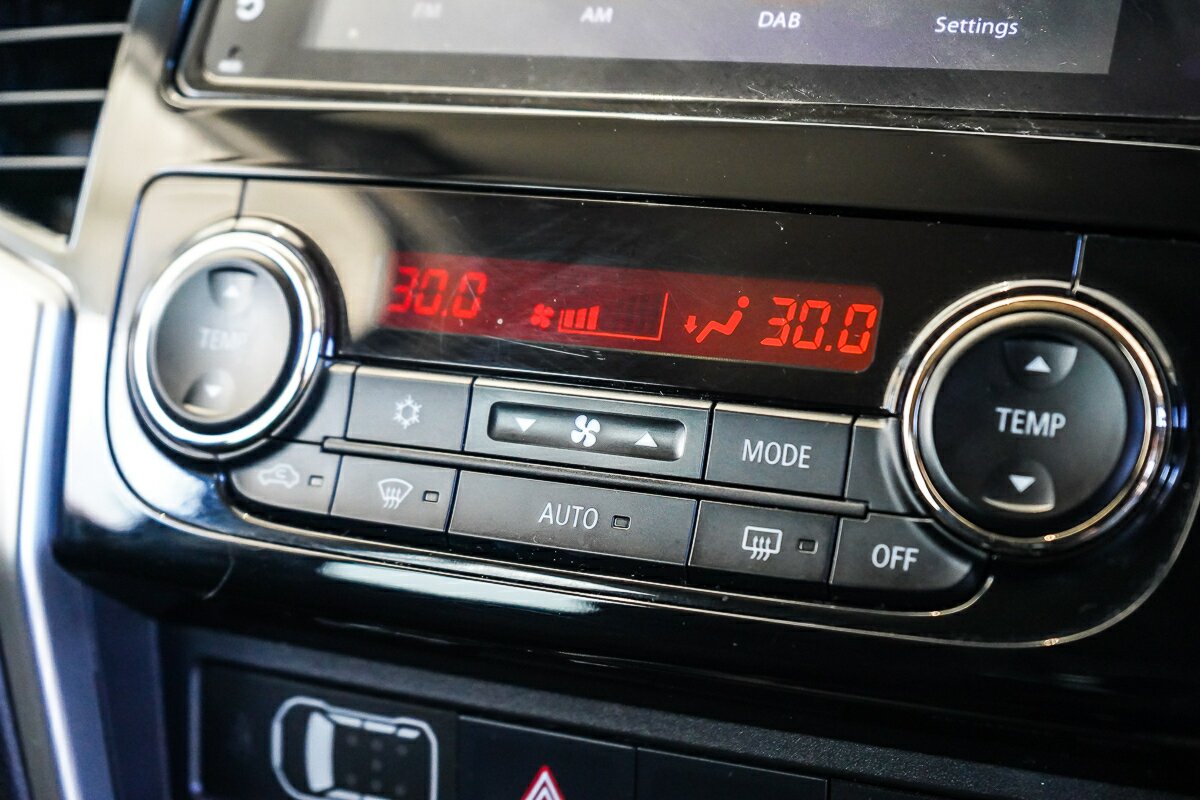 FM AM DAB Settings
30.0 30.0
TEMP TEMP
MODE
AUTO
OFF